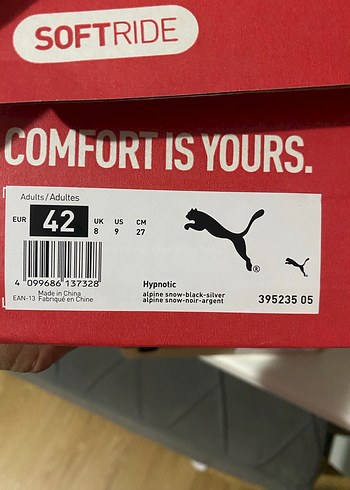 SOFTRIDE
COMFORT IS YOURS.
Adults / Adultes
EUR 42 UK 8 US 9 CM 27
4 099686 137328
EAN-13 Made in China
Fabriqué en Chine
®
Hypnotic
alpine snow-black-silver
alpine snow-noir-argent
395235 05